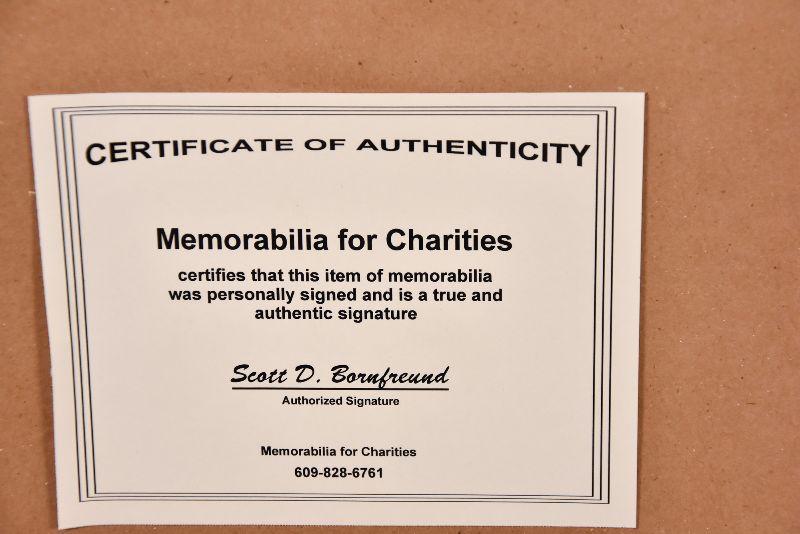 CERTIFICATE OF AUTHENTICITY
Memorabilia for Charities
certifies that this item of memorabilia
was personally signed and is a true and
authentic signature
Scott D. Bornfreund
Authorized Signature
Memorabilia for Charities
609-828-6761